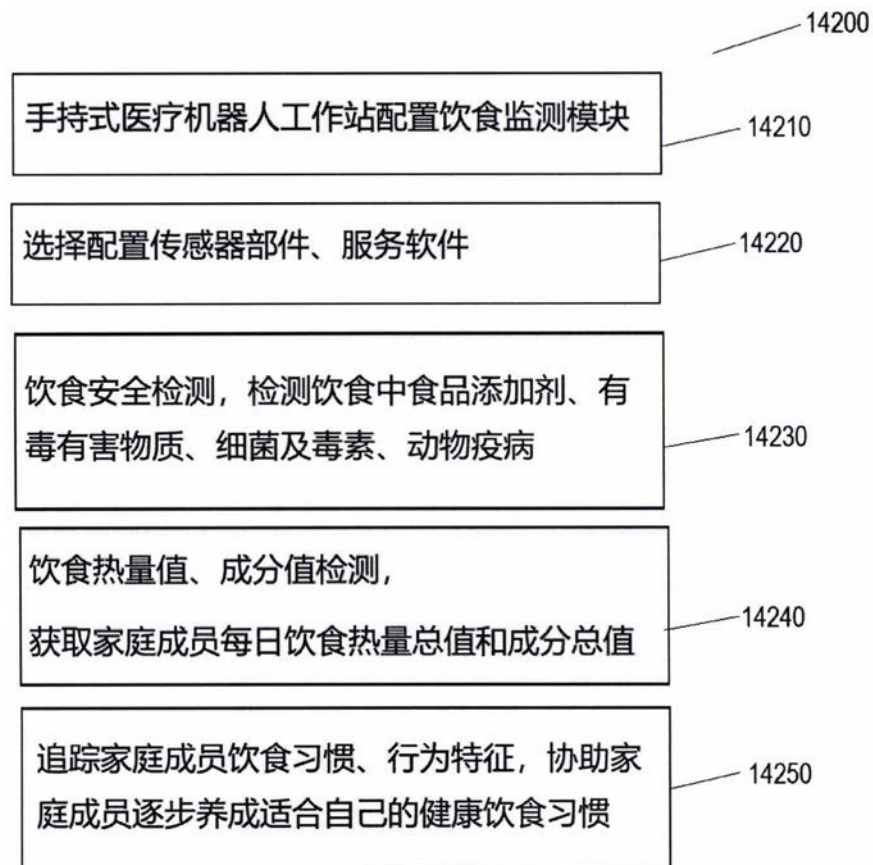 14200
手持式医疗机器人工作站配置饮食监测模块
14210
选择配置传感器部件、服务软件
14220
饮食安全检测，检测饮食中食品添加剂、有
毒有害物质、细菌及毒素、动物疫病
14230
饮食热量值、成分值检测，
获取家庭成员每日饮食热量总值和成分总值
14240
追踪家庭成员饮食习惯、行为特征，协助家
庭成员逐步养成适合自己的健康饮食习惯
14250